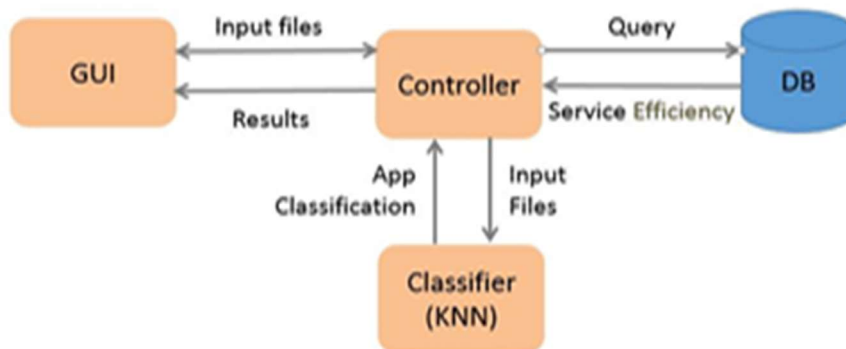 Input files
Query
GUI
Controller
DB
Results
Service Efficiency
App
Classification
Input
Files
Classifier
(KNN)